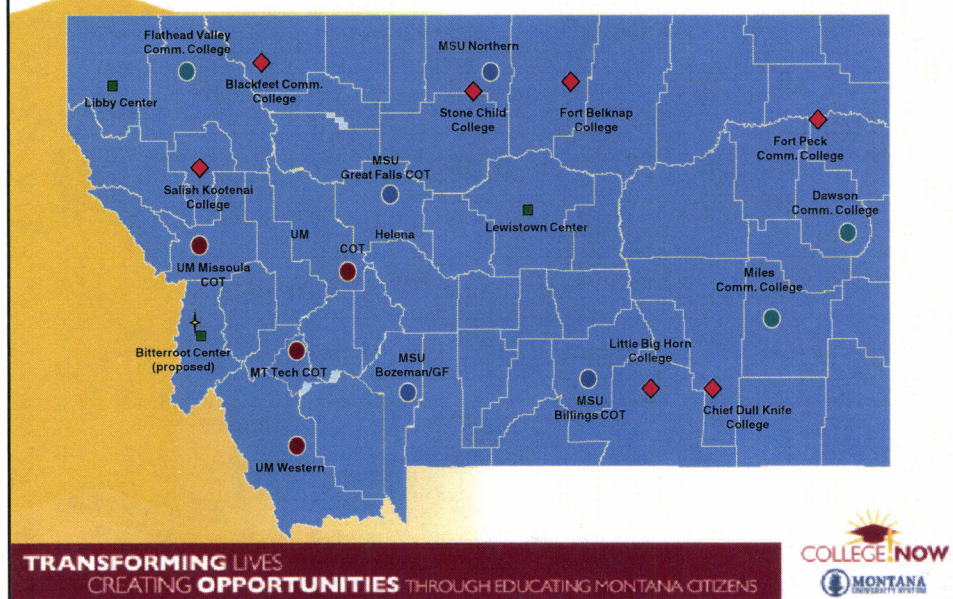 Flathead Valley
Comm. College
MSU Northern
Blackfeet Comm.
College
Libby Center
Stone Child
College
Fort Belknap
College
Fort Peck
Comm. College
MSU
Great Falls COT
Salish Kootenai
College
Dawson
Comm. College
Lewistown Center
UM
COT
Helena
UM Missoula
COT
Miles
Comm. College
Little Big Horn
College
Bitterroot Center
(proposed)
MT Tech COT
MSU
Bozeman/GF
MSU
Billings COT
Chief Dull Knife
College
UM Western
TRANSFORMING LIVES
CREATING OPPORTUNITIES THROUGH EDUCATING MONTANA CITIZENS
COLLEGE!NOW
MONTANA
UNIVERSITY SYSTEM